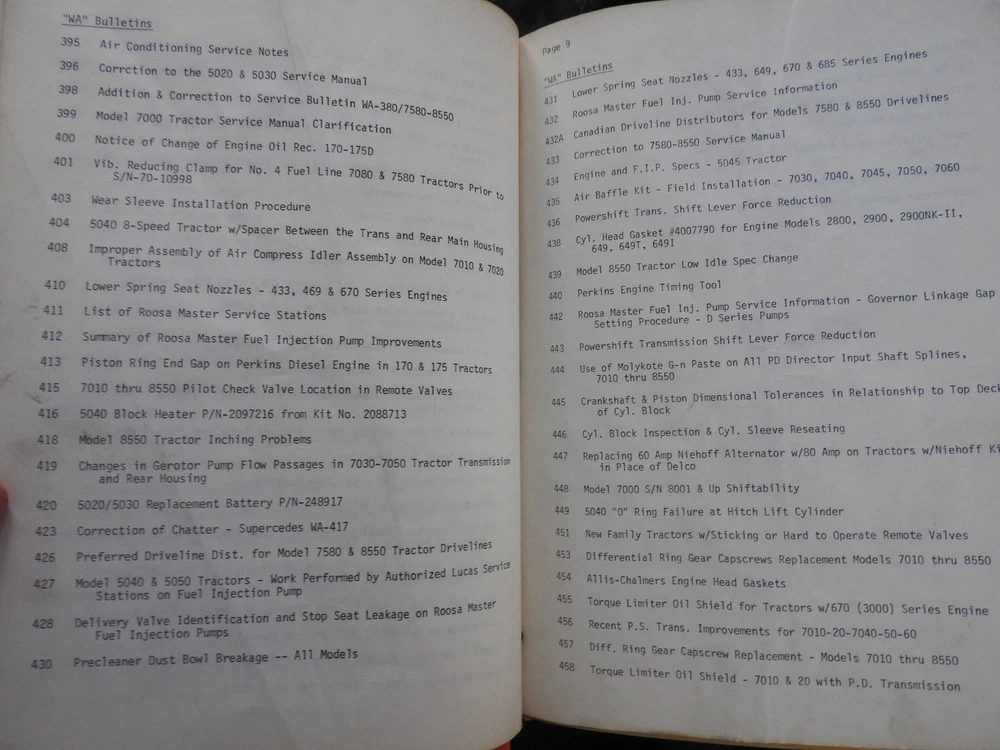 "WA" Bulletins
395 Air Conditioning Service Notes
396 Corrction to the 5020 & 5030 Service Manual
398 Addition & Correction to Service Bulletin WA-380/7580-8550
399 Model 7000 Tractor Service Manual Clarification
400 Notice of Change of Engine Oil Rec. 170-175D
401 Vib. Reducing Clamp for No. 4 Fuel Line 7080 & 7580 Tractors Prior to
S/N-70-10998
403 Wear Sleeve Installation Procedure
404 5040 8-Speed Tractor w/Spacer Between the Trans and Rear Main Housing
408 Improper Assembly of Air Compress Idler Assembly on Model 7010 & 7020
Tractors
410 Lower Spring Seat Nozzles - 433, 469 & 670 Series Engines
411 List of Roosa Master Service Stations
412 Summary of Roosa Master Fuel Injection Pump Improvements
413 Piston Ring End Gap on Perkins Diesel Engine in 170 & 175 Tractors
415 7010 thru 8550 Pilot Check Valve Location in Remote Valves
416 5040 Block Heater P/N-2097216 from Kit No. 2088713
418 Model 8550 Tractor Inching Problems
419 Changes in Gerotor Pump Flow Passages in 7030-7050 Tractor Transmission
and Rear Housing
420 5020/5030 Replacement Battery P/N-248917
423 Correction of Chatter - Supercedes WA-417
426 Preferred Driveline Dist. for Model 7580 & 8550 Tractor Drivelines
427 Model 5040 & 5050 Tractors - Work Performed by Authorized Lucas Service
Stations on Fuel Injection Pump
428 Delivery Valve Identification and Stop Seat Leakage on Roosa Master
Fuel Injection Pumps
430 Precleaner Dust Bowl Breakage -- All Models
Page 9
"WA" Bulletins
431 Lower Spring Seat Nozzles - 433, 649, 670 & 685 Series Engines
432 Roosa Master Fuel Inj. Pump Service Information
432A Canadian Driveline Distributors for Models 7580 & 8550 Drivelines
433 Correction to 7580-8550 Service Manual
434 Engine and F.I.P. Specs - 5045 Tractor
435 Air Baffle Kit - Field Installation - 7030, 7040, 7045, 7050, 7060
436 Powershift Trans. Shift Lever Force Reduction
438 Cyl. Head Gasket #4007790 for Engine Models 2800, 2900, 2900NK-II,
649, 649T, 649I
439 Model 8550 Tractor Low Idle Spec Change
440 Perkins Engine Timing Tool
442 Roosa Master Fuel Inj. Pump Service Information - Governor Linkage Gap
Setting Procedure - D Series Pumps
443 Powershift Transmission Shift Lever Force Reduction
444 Use of Molykote G-n Paste on All PD Director Input Shaft Splines,
7010 thru 8550
445 Crankshaft & Piston Dimensional Tolerances in Relationship to Top Deck
of Cyl. Block
446 Cyl. Block Inspection & Cyl. Sleeve Reseating
447 Replacing 60 Amp Niehoff Alternator w/80 Amp on Tractors w/Niehoff Ki
in Place of Delco
448 Model 7000 S/N 8001 & Up Shiftability
449 5040 "O" Ring Failure at Hitch Lift Cylinder
451 New Family Tractors w/Sticking or Hard to Operate Remote Valves
453 Differential Ring Gear Capscrews Replacement Models 7010 thru 8550
454 Allis-Chalmers Engine Head Gaskets
455 Torque Limiter Oil Shield for Tractors w/670 (3000) Series Engine
456 Recent P.S. Trans. Improvements for 7010-20-7040-50-60
457 Diff. Ring Gear Capscrew Replacement - Models 7010 thru 8550
458 Torque Limiter Oil Shield - 7010 & 20 with P.D. Transmission